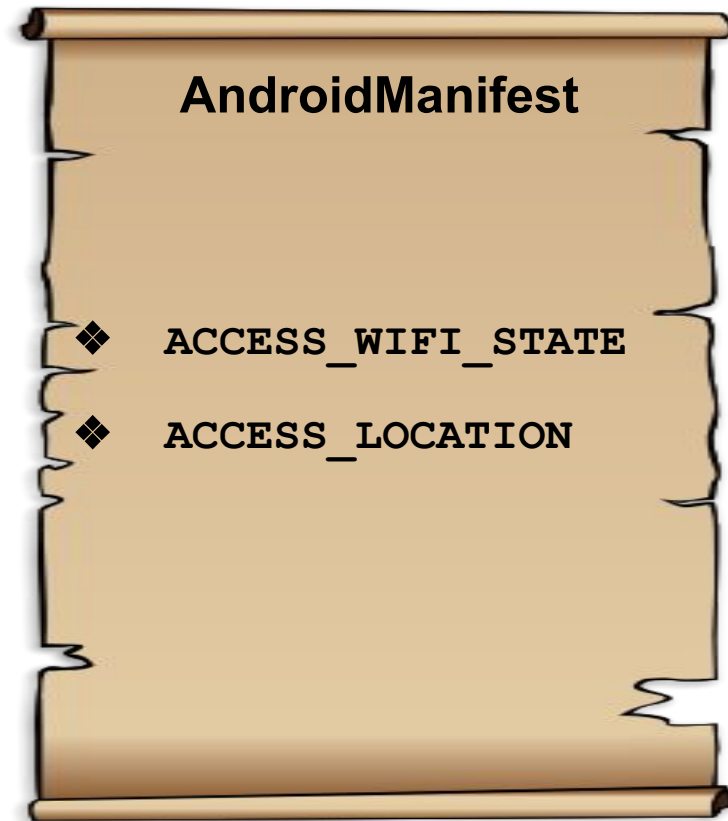 AndroidManifest
❖ ACCESS_WIFI_STATE
❖ ACCESS_LOCATION